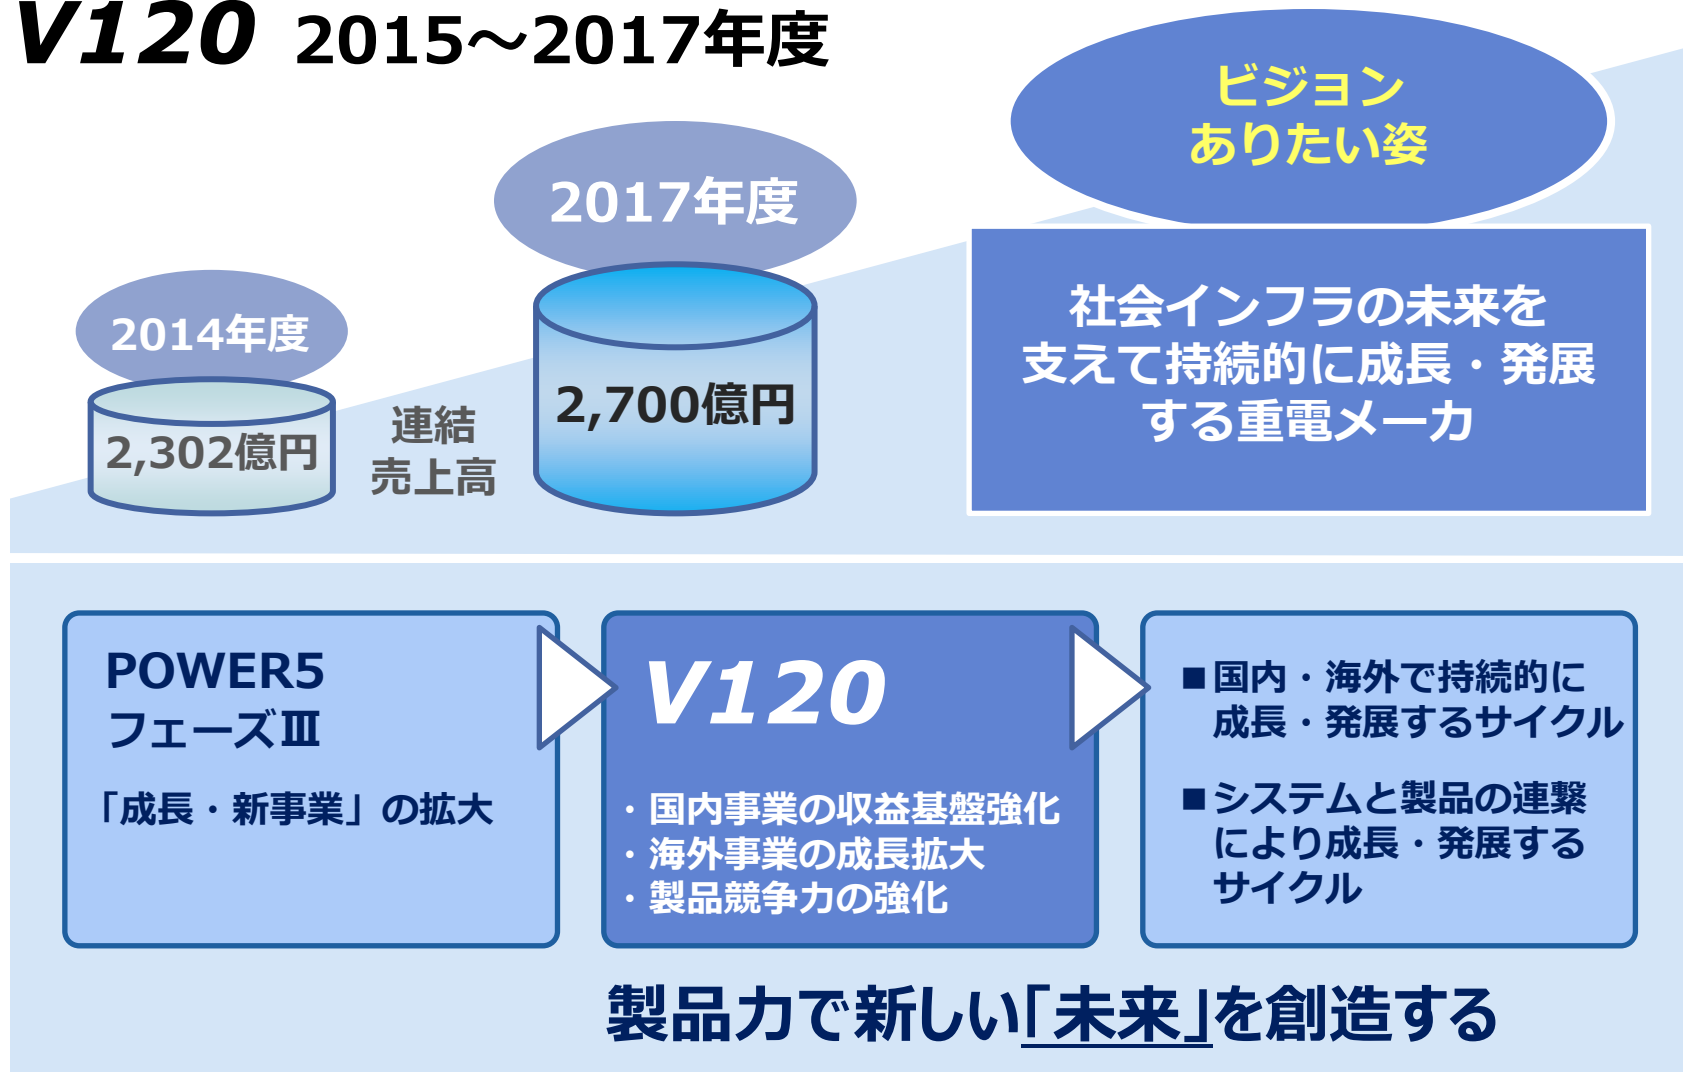 V120 2015～2017年度
ビジョン
ありたい姿
2017年度
2014年度
社会インフラの未来を
支えて持続的に成長・発展
する重電メーカ
2,700億円
2,302億円
連結
売上高
POWER5
フェーズⅢ
「成長・新事業」の拡大
V120
・国内事業の収益基盤強化
・海外事業の成長拡大
・製品競争力の強化
■国内・海外で持続的に
成長・発展するサイクル
■システムと製品の連繋
により成長・発展する
サイクル
製品力で新しい「未来」を創造する